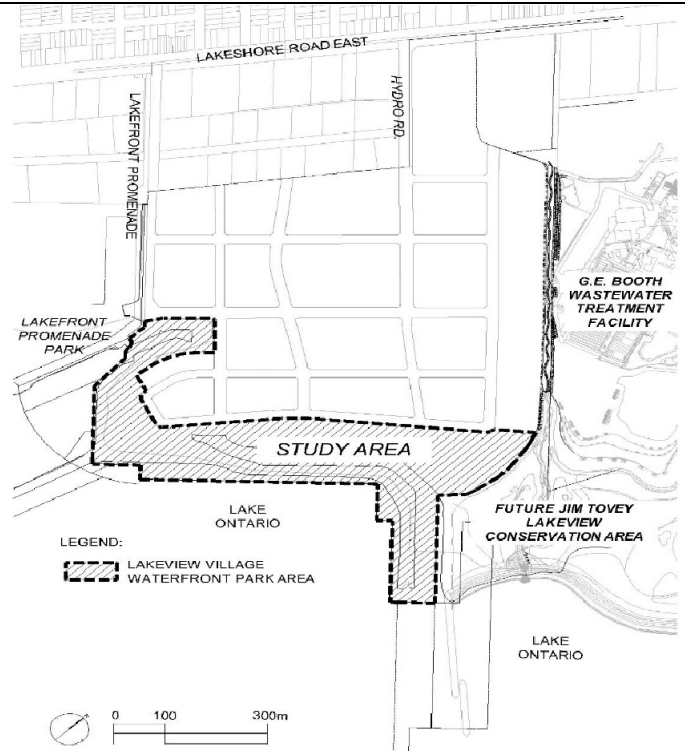 LAKESHORE ROAD EAST
HYDRO RD.
LAKEFRONT PROMENADE
G.E. BOOTH
WASTEWATER
TREATMENT
FACILITY
LAKEFRONT
PROMENADE
PARK
STUDY AREA
LAKE
ONTARIO
FUTURE JIM TOVEY
LAKEVIEW
CONSERVATION AREA
LEGEND:
LAKEVIEW VILLAGE
WATERFRONT PARK AREA
LAKE
ONTARIO
0 100 300m